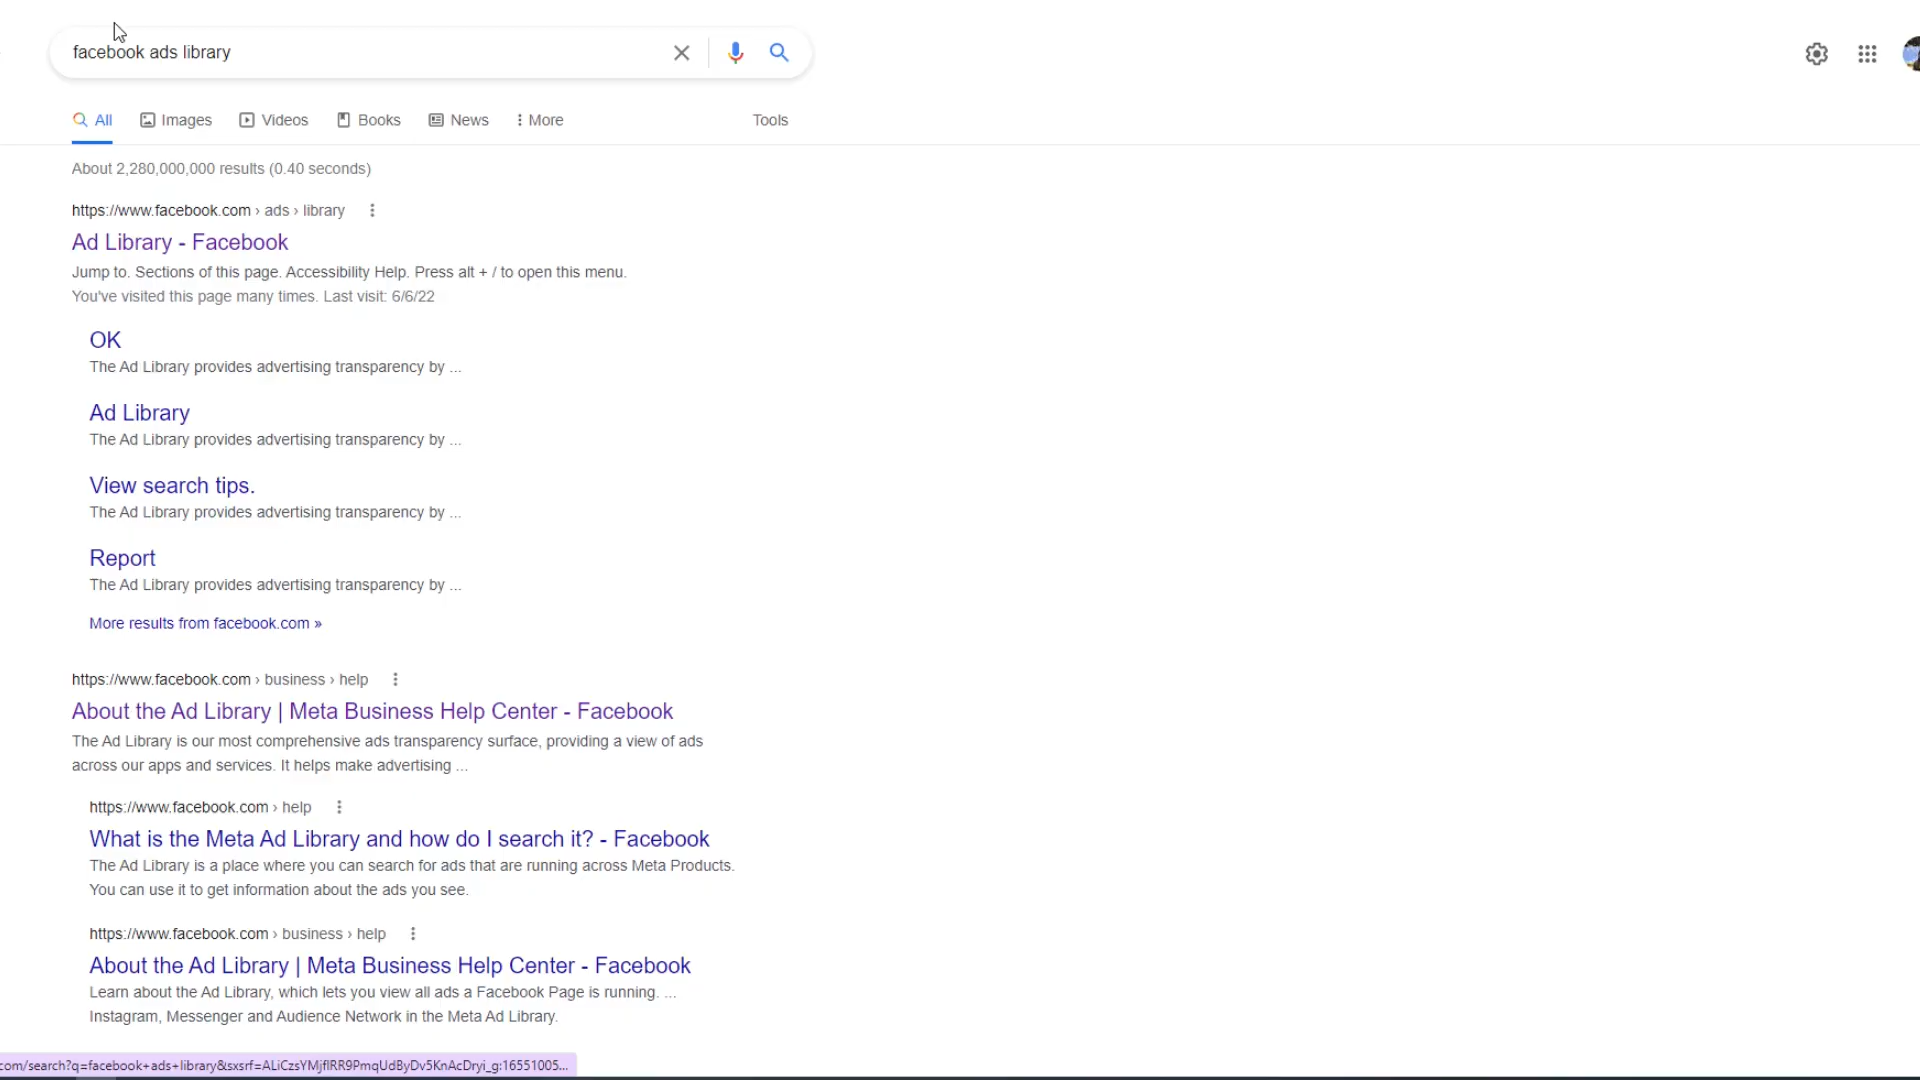 facebook ads library
All Images Videos Books News More Tools
About 2,280,000,000 results (0.40 seconds)
https://www.facebook.com › ads › library
Ad Library - Facebook
Jump to. Sections of this page. Accessibility Help. Press alt + / to open this menu.
You've visited this page many times. Last visit: 6/6/22
OK
The Ad Library provides advertising transparency by ...
Ad Library
The Ad Library provides advertising transparency by ...
View search tips.
The Ad Library provides advertising transparency by ...
Report
The Ad Library provides advertising transparency by ...
More results from facebook.com »
https://www.facebook.com › business › help
About the Ad Library | Meta Business Help Center - Facebook
The Ad Library is our most comprehensive ads transparency surface, providing a view of ads
across our apps and services. It helps make advertising ...
https://www.facebook.com › help
What is the Meta Ad Library and how do I search it? - Facebook
The Ad Library is a place where you can search for ads that are running across Meta Products.
You can use it to get information about the ads you see.
https://www.facebook.com › business › help
About the Ad Library | Meta Business Help Center - Facebook
Learn about the Ad Library, which lets you view all ads a Facebook Page is running. ...
Instagram, Messenger and Audience Network in the Meta Ad Library.
com/search?q=facebook+ads+library&sxsrf=ALiCzsYMjflRR9PmqUdByDv5KnAcDryi_g:16551005...